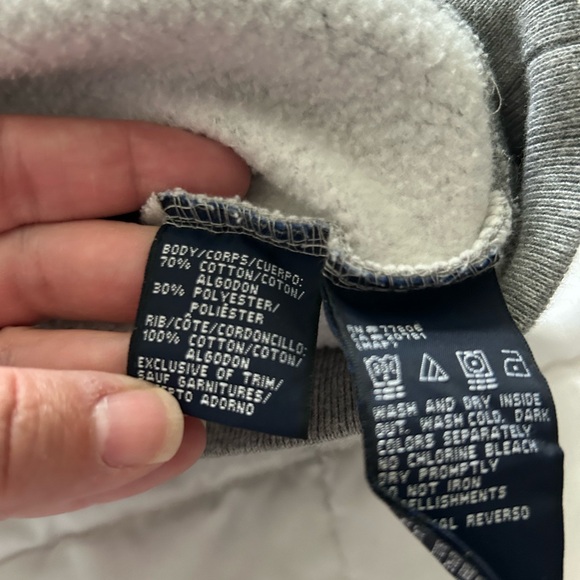 BODY/CORPS/CUERPO:
70% COTTON/COTON/
ALGODON
30% POLYESTER/
POLIÉSTER
RIB/CÔTE/CORDONCILLO:
100% COTTON/COTON/
ALGODON
EXCLUSIVE OF TRIM/
SAUF GARNITURES/
ADORNO
WASH AND DRY INSIDE
OUT. WASH COLD. DARK
COLORS SEPARATELY
NO CHLORINE BLEACH
DRY PROMPTLY
DO NOT IRON
REVERSO